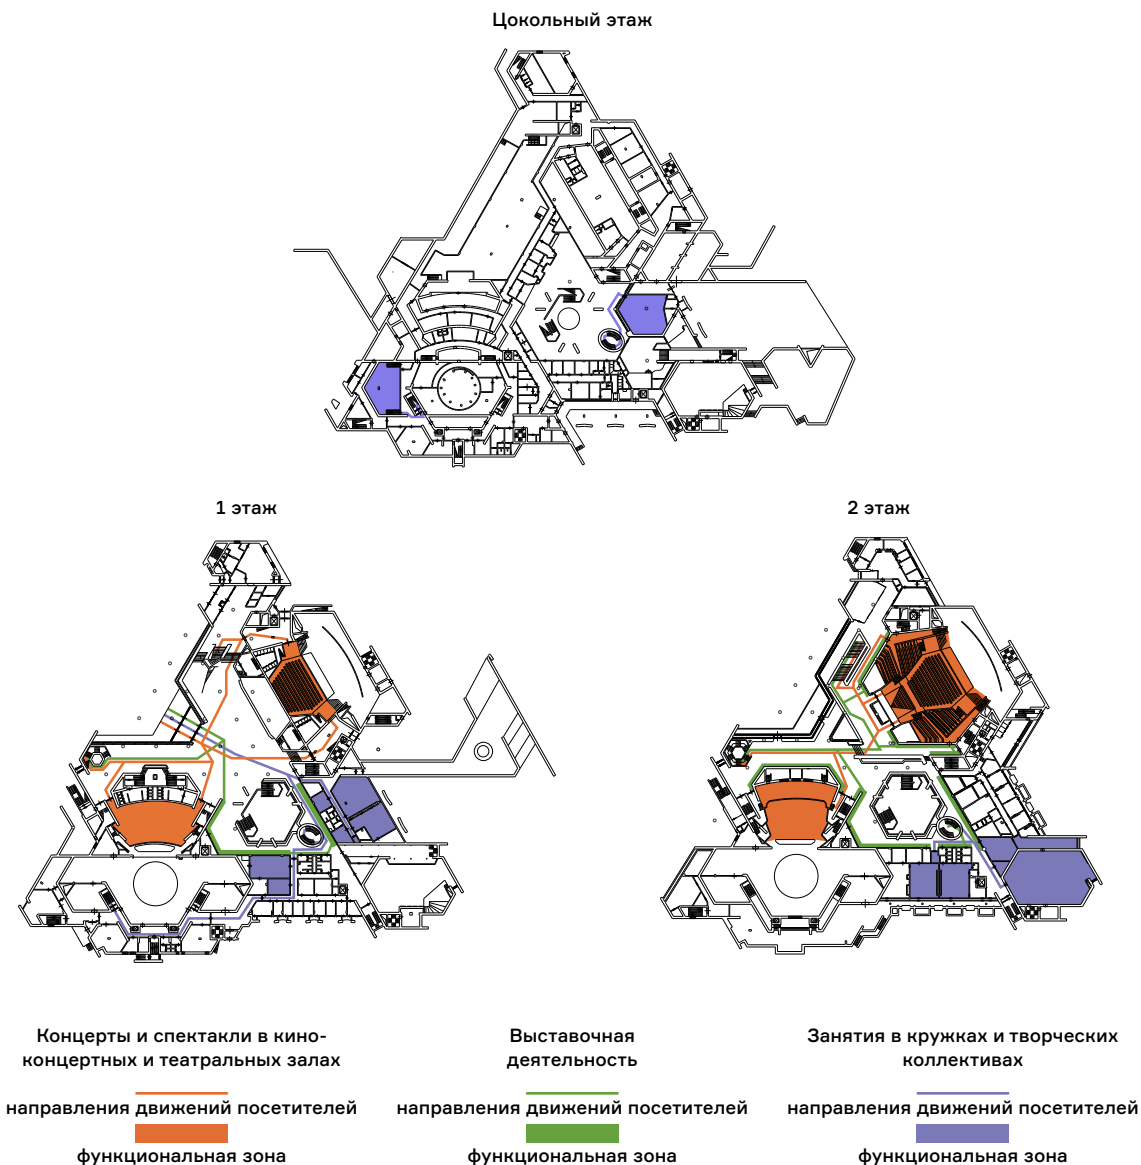 Цокольный этаж
1 этаж
2 этаж
Концерты и спектакли в кино-
концертных и театральных залах
направления движений посетителей
функциональная зона
Выставочная
деятельность
направления движений посетителей
функциональная зона
Занятия в кружках и творческих
коллективах
направления движений посетителей
функциональная зона